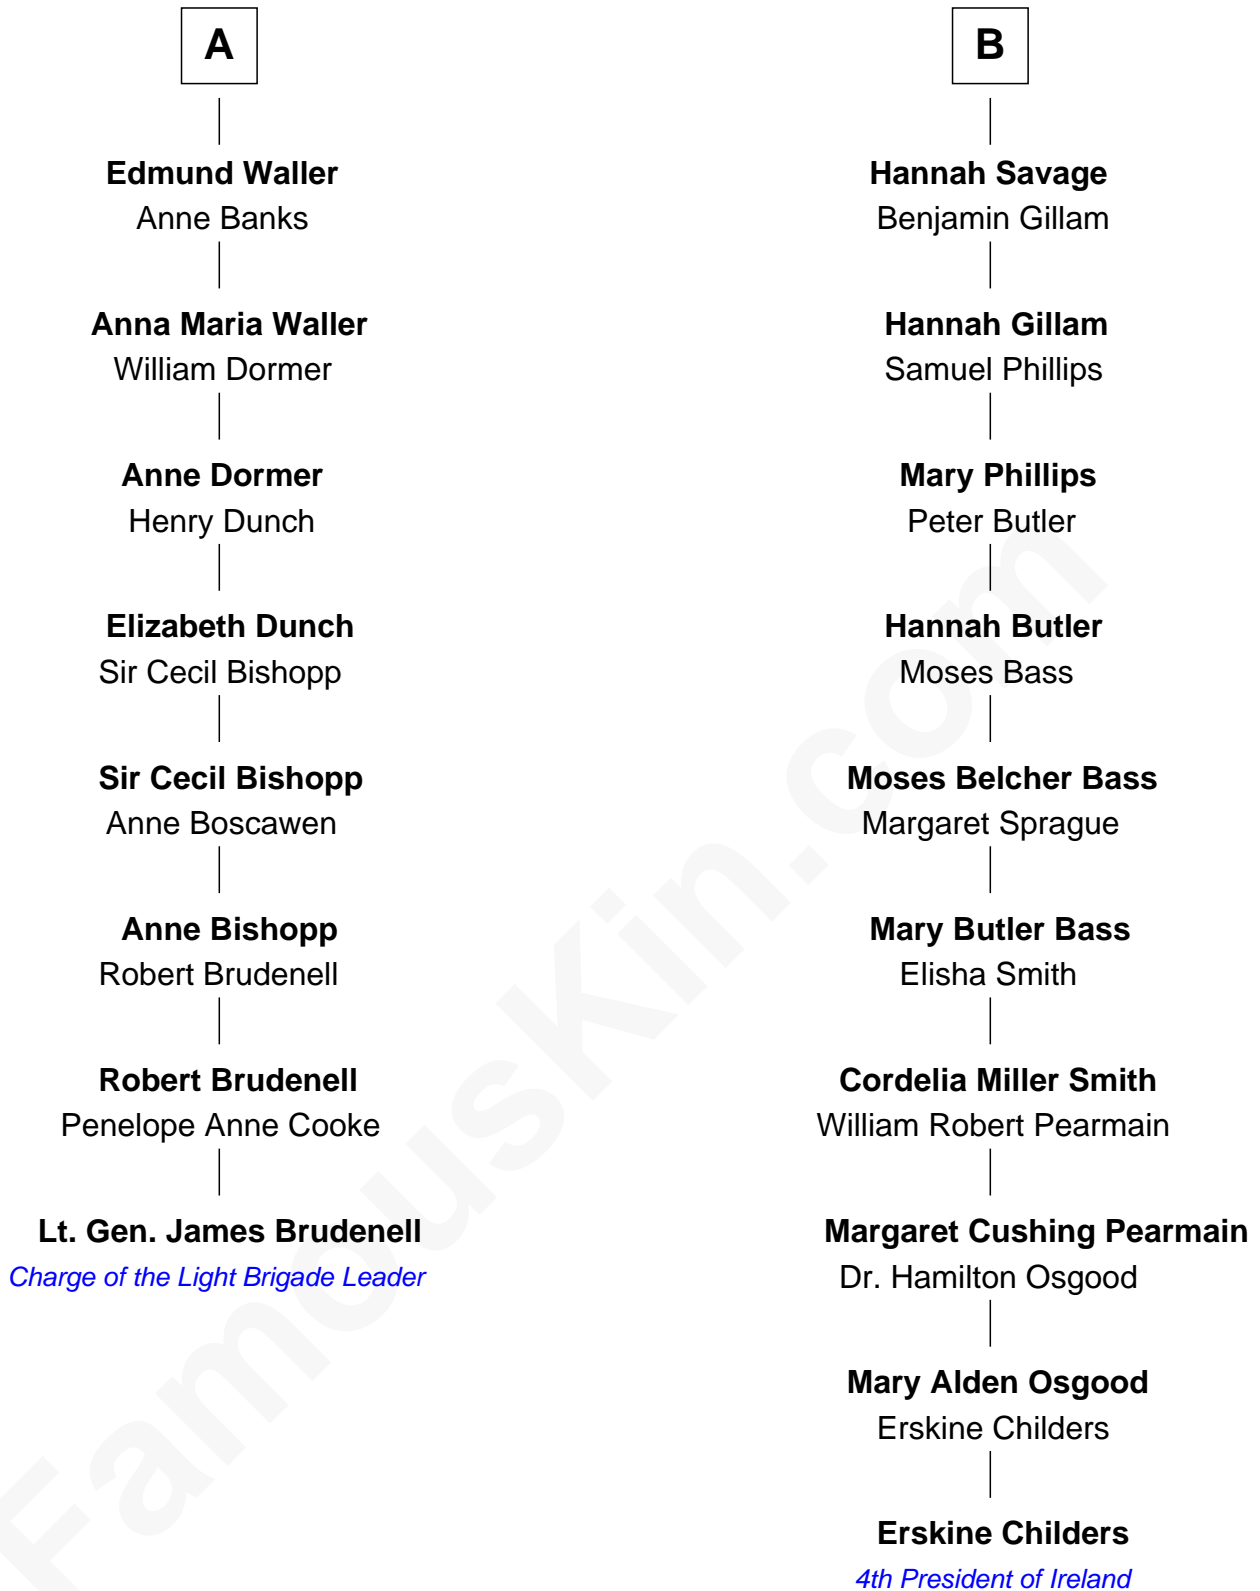 A
Edmund Waller
Anne Banks
Anna Maria Waller
William Dormer
Anne Dormer
Henry Dunch
Elizabeth Dunch
Sir Cecil Bishopp
Sir Cecil Bishopp
Anne Boscawen
Anne Bishopp
Robert Brudenell
Robert Brudenell
Penelope Anne Cooke
Lt. Gen. James Brudenell
Charge of the Light Brigade Leader
B
Hannah Savage
Benjamin Gillam
Hannah Gillam
Samuel Phillips
Mary Phillips
Peter Butler
Hannah Butler
Moses Bass
Moses Belcher Bass
Margaret Sprague
Mary Butler Bass
Elisha Smith
Cordelia Miller Smith
William Robert Pearmain
Margaret Cushing Pearmain
Dr. Hamilton Osgood
Mary Alden Osgood
Erskine Childers
Erskine Childers
4th President of Ireland
FamousKin.com